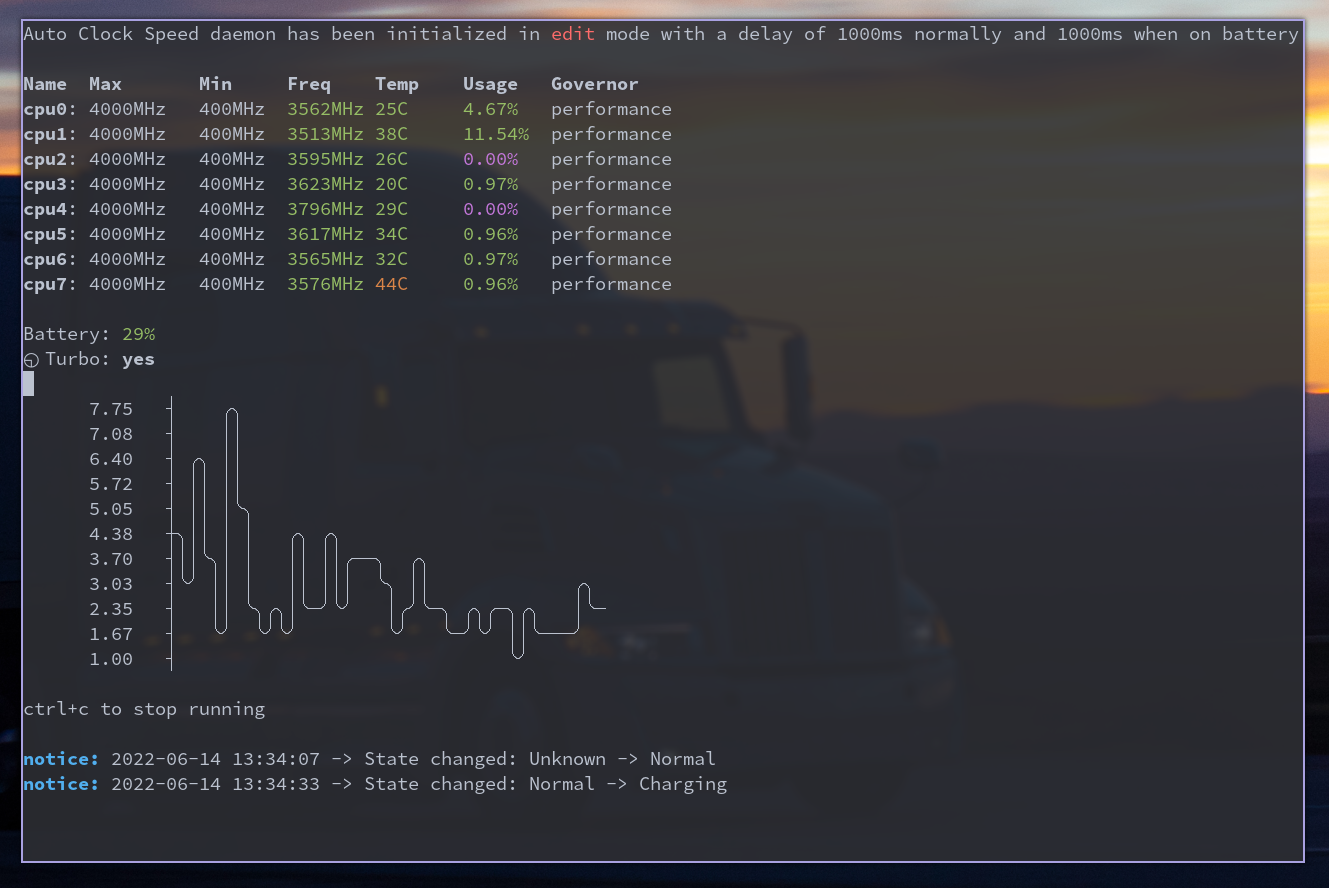 Auto Clock Speed daemon has been initialized in edit mode with a delay of 1000ms normally and 1000ms when on battery
Name Max Min Freq Temp Usage Governor
cpu0: 4000MHz 400MHz 3562MHz 25C 4.67% performance
cpu1: 4000MHz 400MHz 3513MHz 38C 11.54% performance
cpu2: 4000MHz 400MHz 3595MHz 26C 0.00% performance
cpu3: 4000MHz 400MHz 3623MHz 20C 0.97% performance
cpu4: 4000MHz 400MHz 3796MHz 29C 0.00% performance
cpu5: 4000MHz 400MHz 3617MHz 34C 0.96% performance
cpu6: 4000MHz 400MHz 3565MHz 32C 0.97% performance
cpu7: 4000MHz 400MHz 3576MHz 44C 0.96% performance
Battery: 29%
Turbo: yes
7.75
7.08
6.40
5.72
5.05
4.38
3.70
3.03
2.35
1.67
1.00
ctrl+c to stop running
notice: 2022-06-14 13:34:07 -> State changed: Unknown -> Normal
notice: 2022-06-14 13:34:33 -> State changed: Normal -> Charging